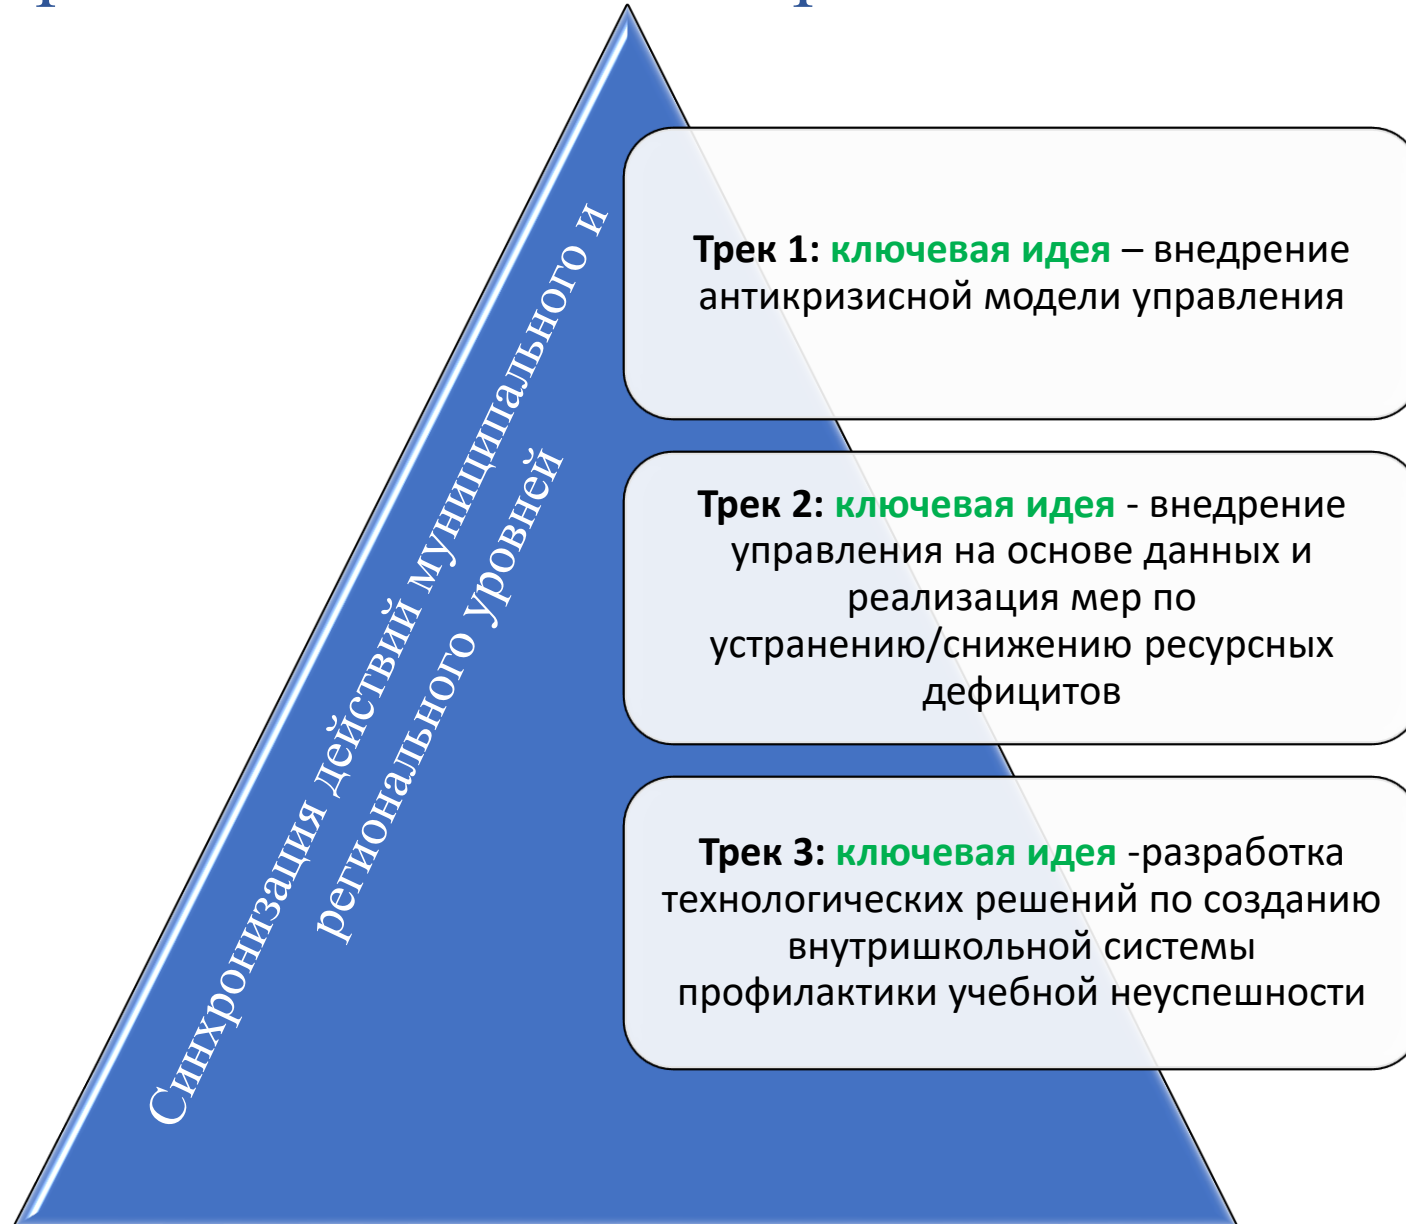 Синхронизация действий муниципального и
регионального уровней
Трек 1: ключевая идея – внедрение
антикризисной модели управления
Трек 2: ключевая идея - внедрение
управления на основе данных и
реализация мер по
устранению/снижению ресурсных
дефицитов
Трек 3: ключевая идея -разработка
технологических решений по созданию
внутришкольной системы
профилактики учебной неуспешности